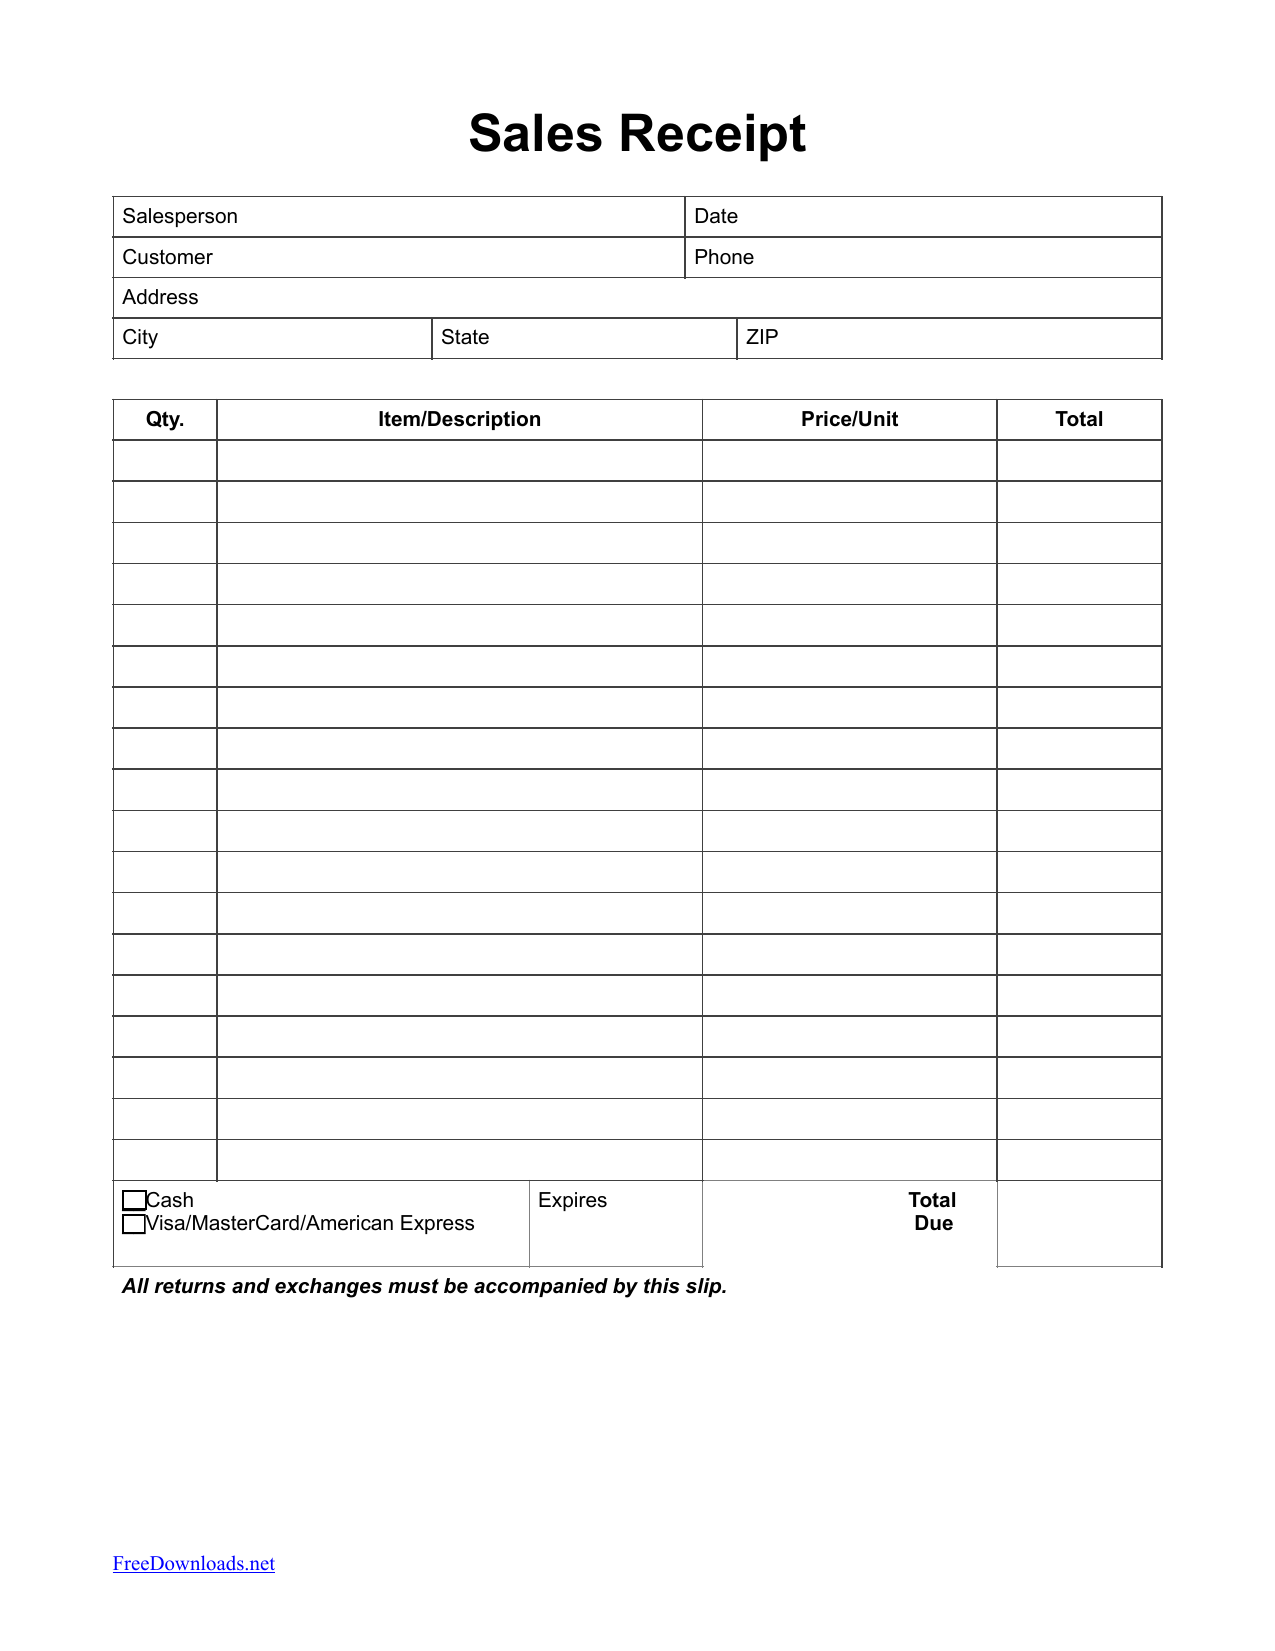 Sales Receipt
Salesperson Date
Customer Phone
Address
City State ZIP
Qty. Item/Description Price/Unit Total
Cash Expires Total
Visa/MasterCard/American Express Due
All returns and exchanges must be accompanied by this slip.
FreeDownloads.net